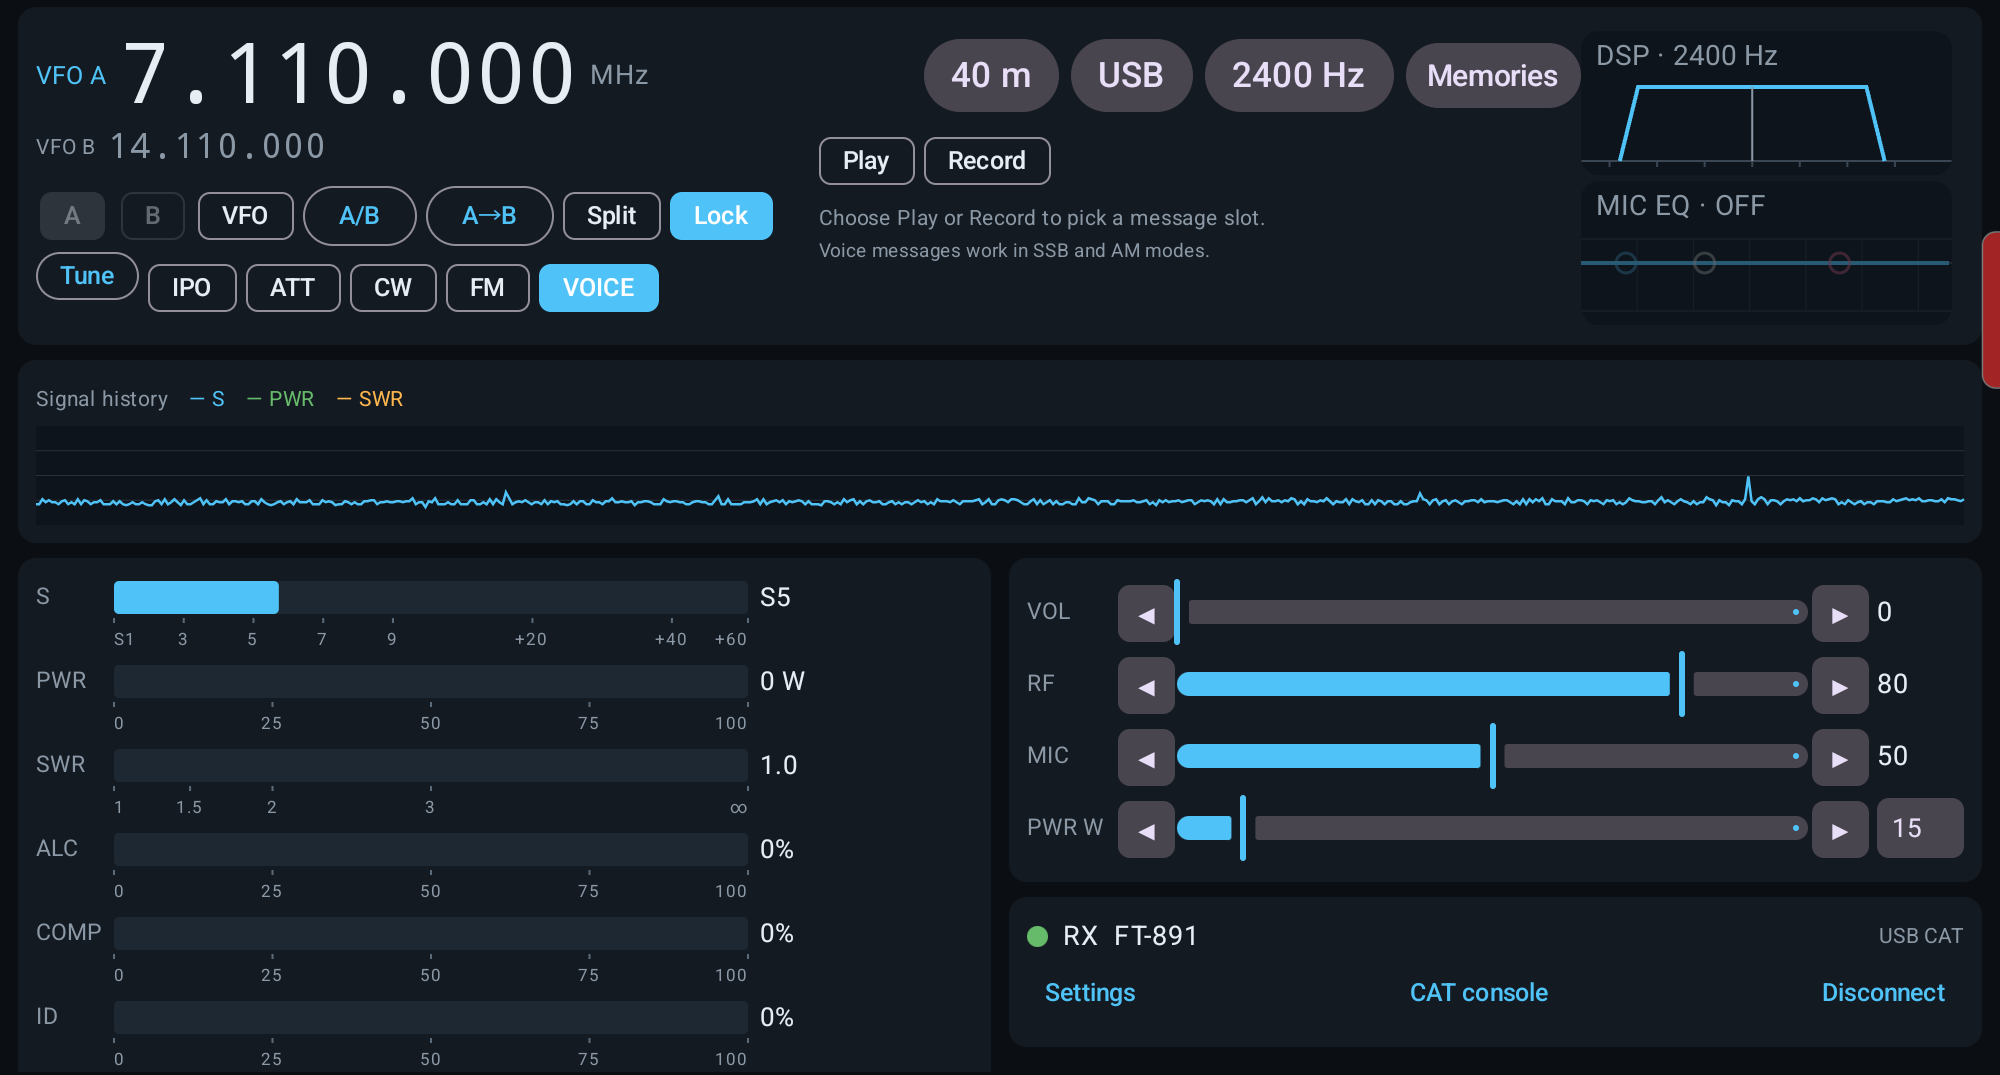 VFO A 7.110.000 MHz
40 m USB 2400 Hz Memories
DSP · 2400 Hz
VFO B 14.110.000
Play Record
A B VFO A/B A→B Split Lock
Choose Play or Record to pick a message slot.
Voice messages work in SSB and AM modes.
MIC EQ · OFF
Tune IPO ATT CW FM VOICE
Signal history — S — PWR — SWR
S S5
S1 3 5 7 9 +20 +40 +60
PWR 0 W
0 25 50 75 100
SWR 1.0
1 1.5 2 3 ∞
ALC 0%
0 25 50 75 100
COMP 0%
0 25 50 75 100
ID 0%
0 25 50 75 100
VOL ◀ ▶ 0
RF ◀ ▶ 80
MIC ◀ ▶ 50
PWR W ◀ ▶ 15
RX FT-891 USB CAT
Settings CAT console Disconnect